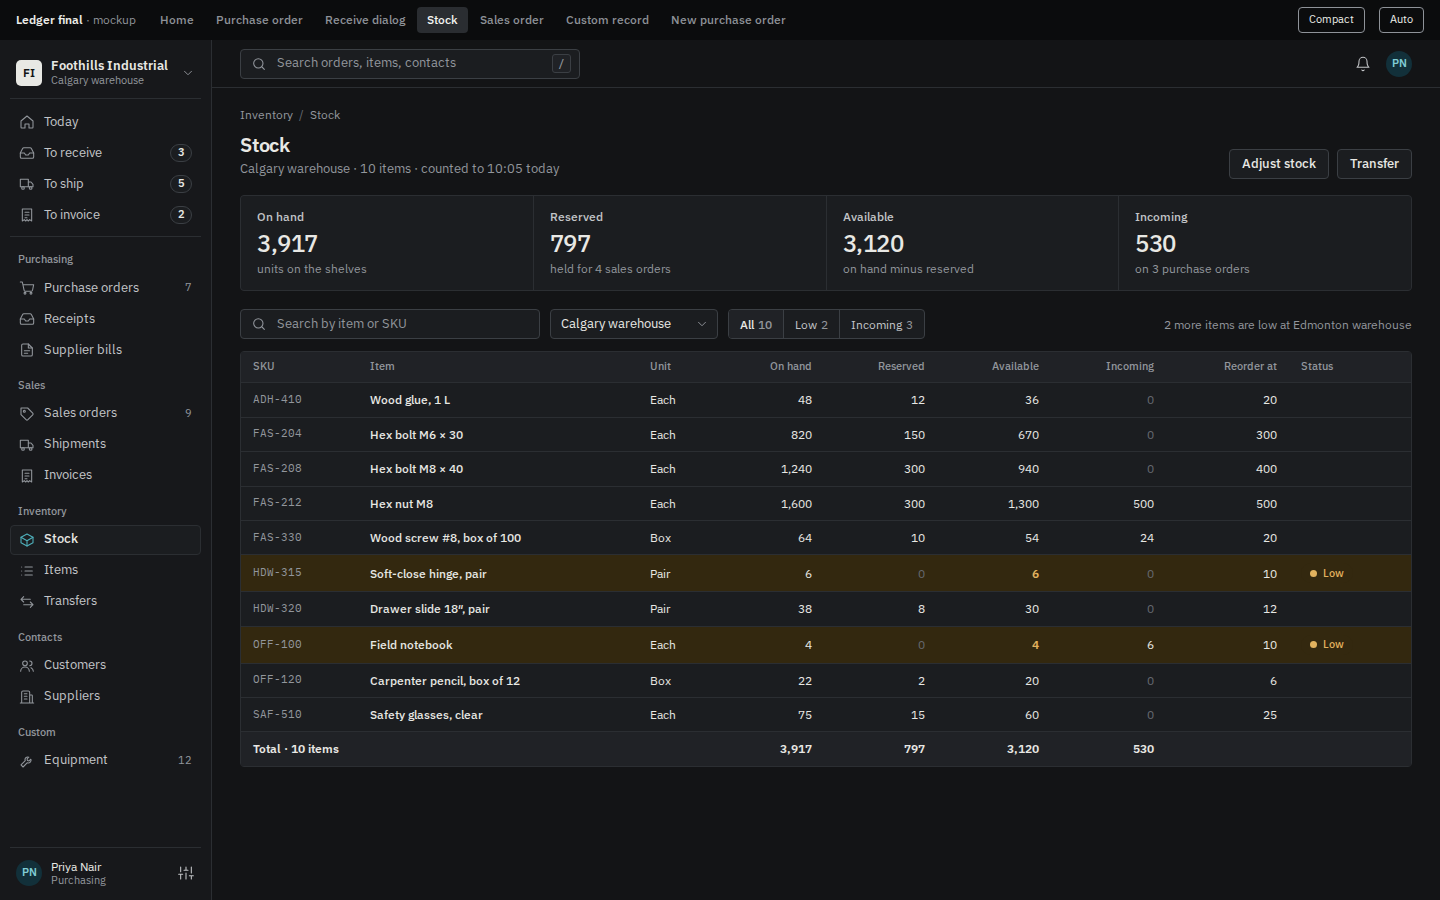 Ledger final · mockup Home Purchase order Receive dialog Stock Sales order Custom record New purchase order Compact Auto
FI Foothills Industrial
Calgary warehouse
Search orders, items, contacts / PN
Today
To receive 3
To ship 5
To invoice 2
Purchasing
Purchase orders 7
Receipts
Supplier bills
Sales
Sales orders 9
Shipments
Invoices
Inventory
Stock
Items
Transfers
Contacts
Customers
Suppliers
Custom
Equipment 12
PN Priya Nair
Purchasing
Inventory / Stock
Stock
Calgary warehouse · 10 items · counted to 10:05 today
Adjust stock Transfer
On hand
3,917
units on the shelves
Reserved
797
held for 4 sales orders
Available
3,120
on hand minus reserved
Incoming
530
on 3 purchase orders
Search by item or SKU Calgary warehouse All 10 Low 2 Incoming 3 2 more items are low at Edmonton warehouse
SKU Item Unit On hand Reserved Available Incoming Reorder at Status
ADH-410 Wood glue, 1 L Each 48 12 36 0 20
FAS-204 Hex bolt M6 × 30 Each 820 150 670 0 300
FAS-208 Hex bolt M8 × 40 Each 1,240 300 940 0 400
FAS-212 Hex nut M8 Each 1,600 300 1,300 500 500
FAS-330 Wood screw #8, box of 100 Box 64 10 54 24 20
HDW-315 Soft-close hinge, pair Pair 6 0 6 0 10 Low
HDW-320 Drawer slide 18″, pair Pair 38 8 30 0 12
OFF-100 Field notebook Each 4 0 4 6 10 Low
OFF-120 Carpenter pencil, box of 12 Box 22 2 20 0 6
SAF-510 Safety glasses, clear Each 75 15 60 0 25
Total · 10 items 3,917 797 3,120 530